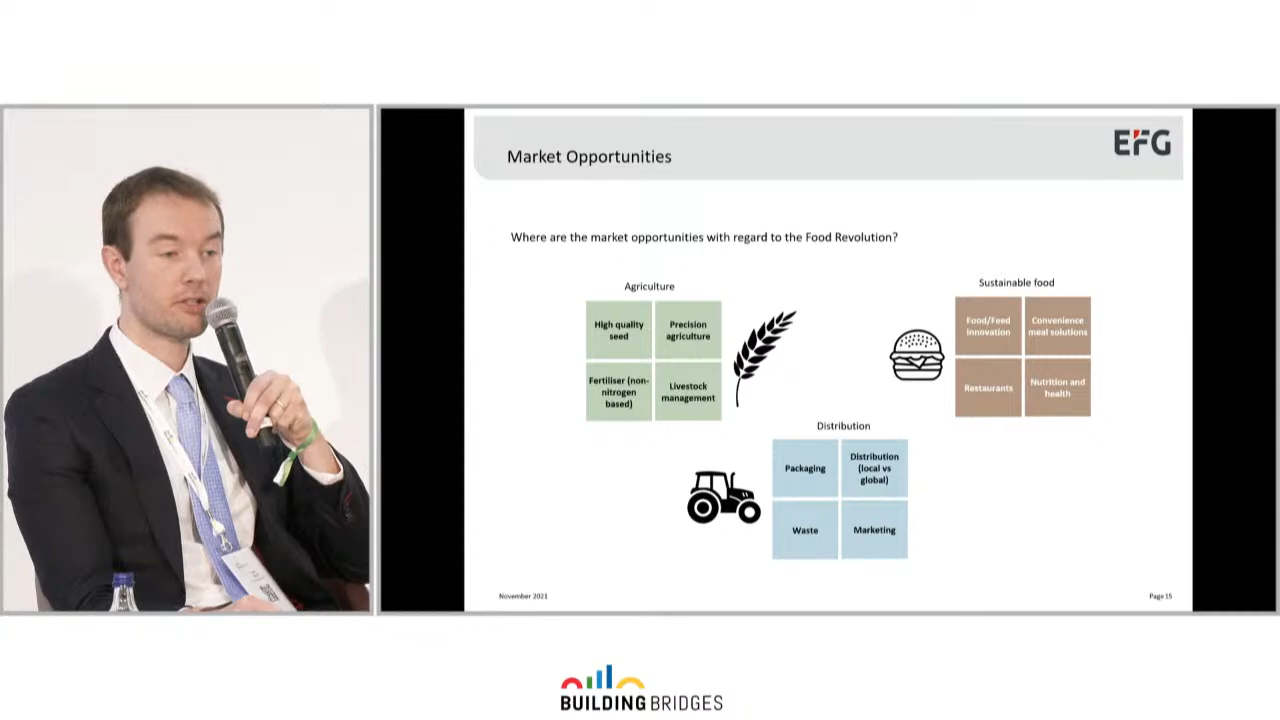 Market Opportunities
EFG
Where are the market opportunities with regard to the Food Revolution?
Agriculture
High quality
seed
Precision
agriculture
Fertiliser (non-
nitrogen
based)
Livestock
management
Sustainable food
Food/Feed
innovation
Convenience
meal solutions
Restaurants
Nutrition and
health
Distribution
Packaging
Distribution
(local vs
global)
Waste
Marketing
November 2021
Page 15
BUILDING BRIDGES